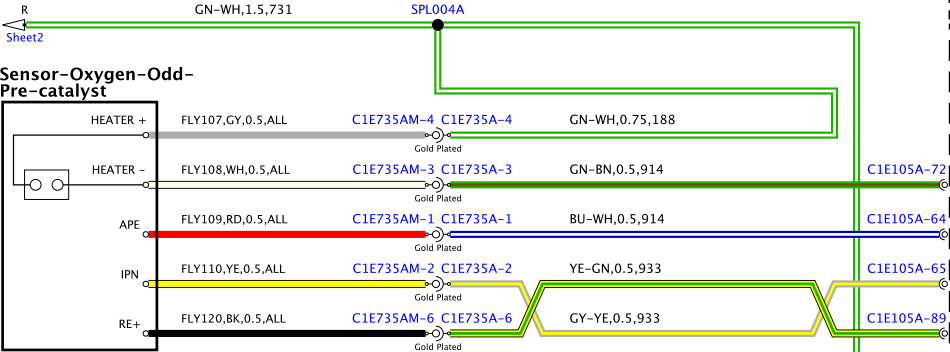 R GN-WH,1.5,731 SPL004A
Sheet2
Sensor-Oxygen-Odd-
Pre-catalyst
HEATER + FLY107,GY,0.5,ALL C1E735AM-4 C1E735A-4 GN-WH,0.75,188
Gold Plated
HEATER - FLY108,WH,0.5,ALL C1E735AM-3 C1E735A-3 GN-BN,0.5,914 C1E105A-72
Gold Plated
APE FLY109,RD,0.5,ALL C1E735AM-1 C1E735A-1 BU-WH,0.5,914 C1E105A-64
Gold Plated
IPN FLY110,YE,0.5,ALL C1E735AM-2 C1E735A-2 YE-GN,0.5,933 C1E105A-65
Gold Plated
RE+ FLY120,BK,0.5,ALL C1E735AM-6 C1E735A-6 GY-YE,0.5,933 C1E105A-89
Gold Plated